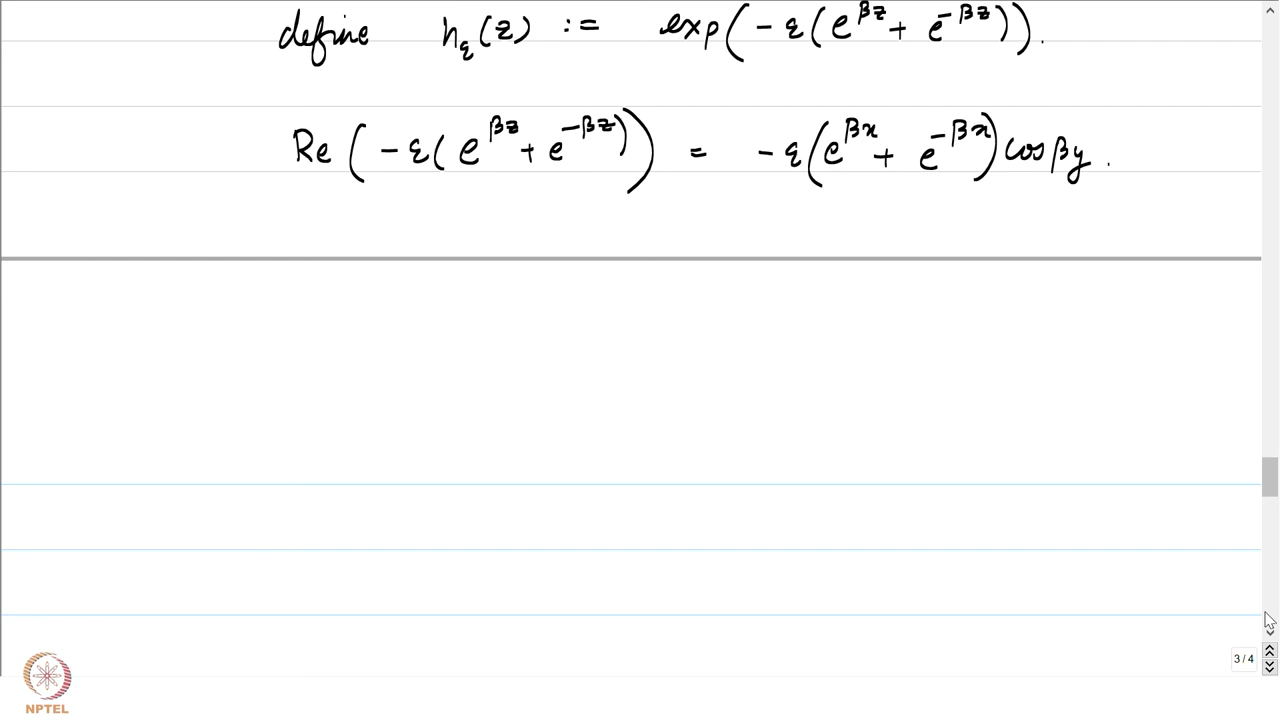 define h_ε(z) := exp(-ε(e^{βz} + e^{-βz})).
Re(-ε(e^{βz} + e^{-βz})) = -ε(e^{βx} + e^{-βx}) cos βy.
3 / 4
NPTEL